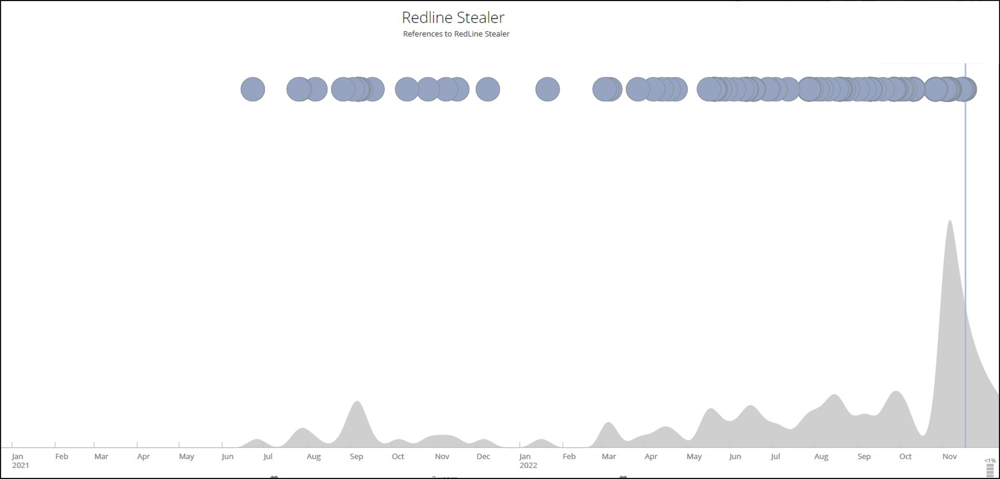 Redline Stealer
References to RedLine Stealer
Jan Feb Mar Apr May Jun Jul Aug Sep Oct Nov Dec Jan Feb Mar Apr May Jun Jul Aug Sep Oct Nov
2021 2022
<1%